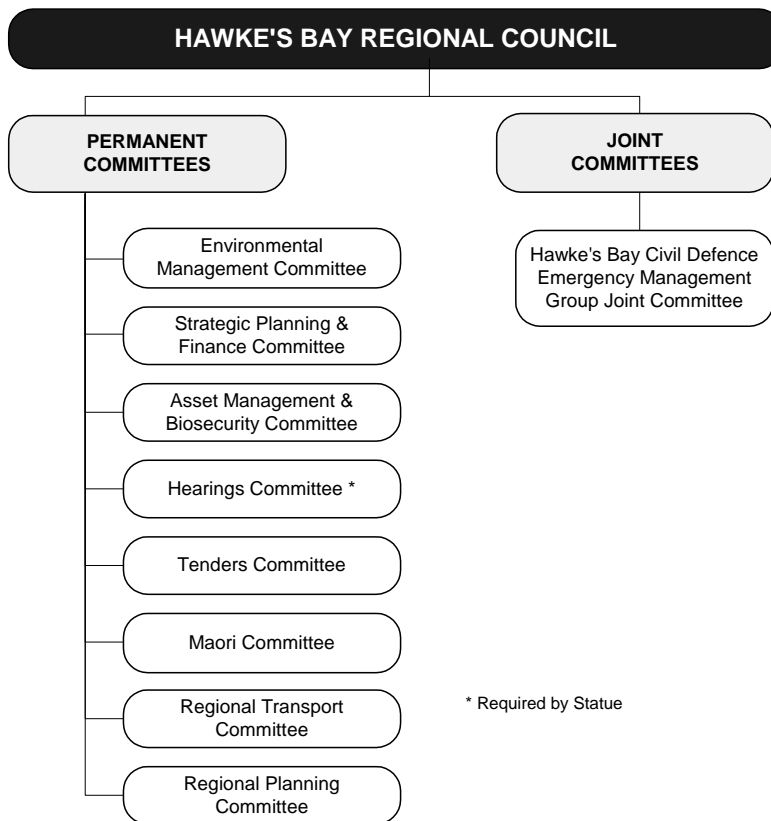 HAWKE'S BAY REGIONAL COUNCIL
PERMANENT
COMMITTEES
JOINT
COMMITTEES
Environmental
Management Committee
Strategic Planning &
Finance Committee
Asset Management &
Biosecurity Committee
Hearings Committee *
Tenders Committee
Maori Committee
Regional Transport
Committee
Regional Planning
Committee
Hawke's Bay Civil Defence
Emergency Management
Group Joint Committee
* Required by Statue